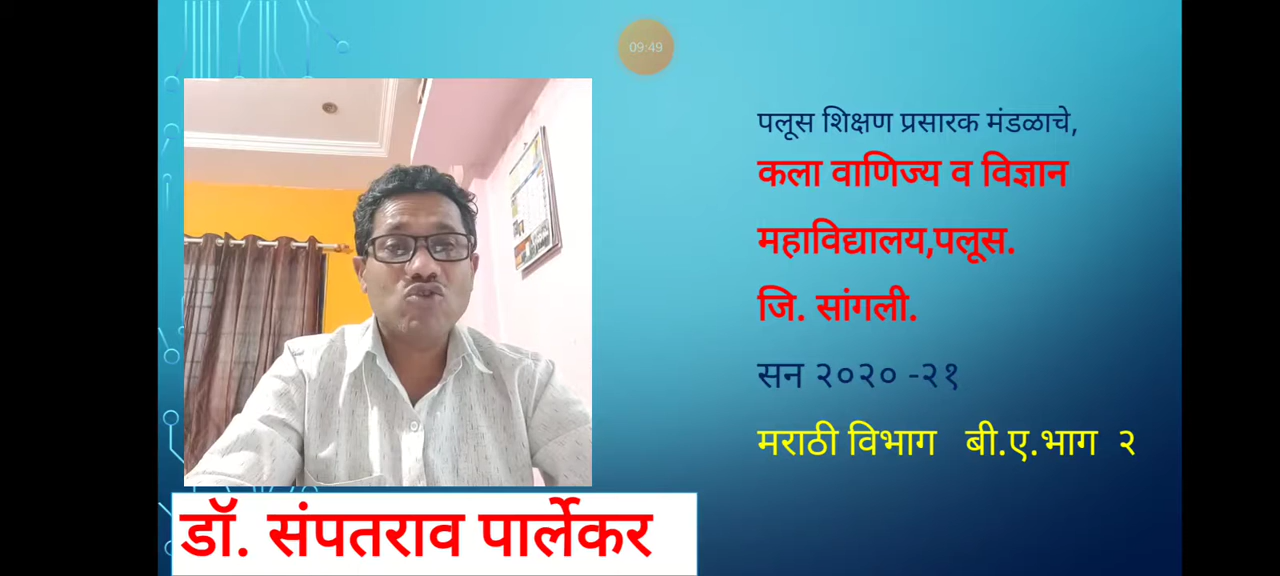 09:49
पलूस शिक्षण प्रसारक मंडळाचे,
कला वाणिज्य व विज्ञान
महाविद्यालय,पलूस.
जि. सांगली.
सन २०२० -२१
मराठी विभाग बी.ए.भाग २
डॉ. संपतराव पार्लेकर